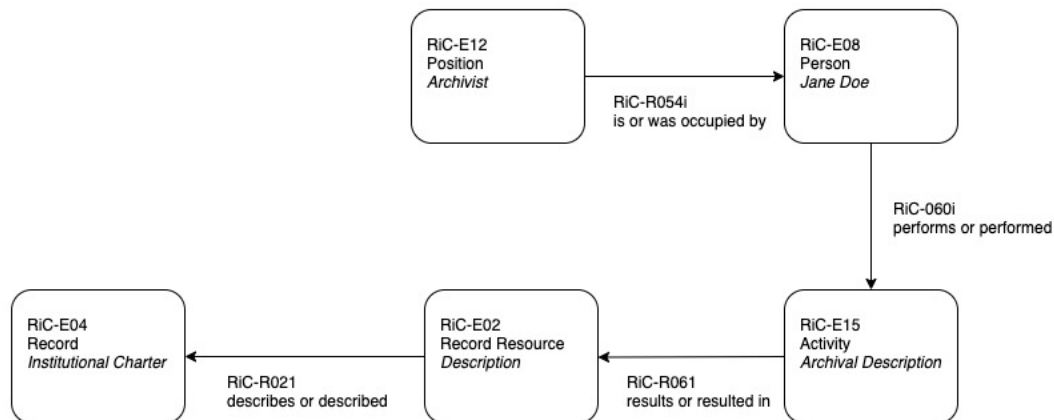 RiC-E12
Position
Archivist
RiC-R054i
is or was occupied by
RiC-E08
Person
Jane Doe
RiC-060i
performs or performed
RiC-E15
Activity
Archival Description
RiC-R061
results or resulted in
RiC-E02
Record Resource
Description
RiC-R021
describes or described
RiC-E04
Record
Institutional Charter